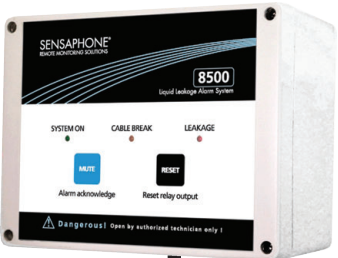 SENSAPHONE®
REMOTE MONITORING SOLUTIONS
8500
Liquid Leakage Alarm System
SYSTEM ON CABLE BREAK LEAKAGE
MUTE RESET
Alarm acknowledge Reset relay output
Dangerous! Open by authorized technician only !